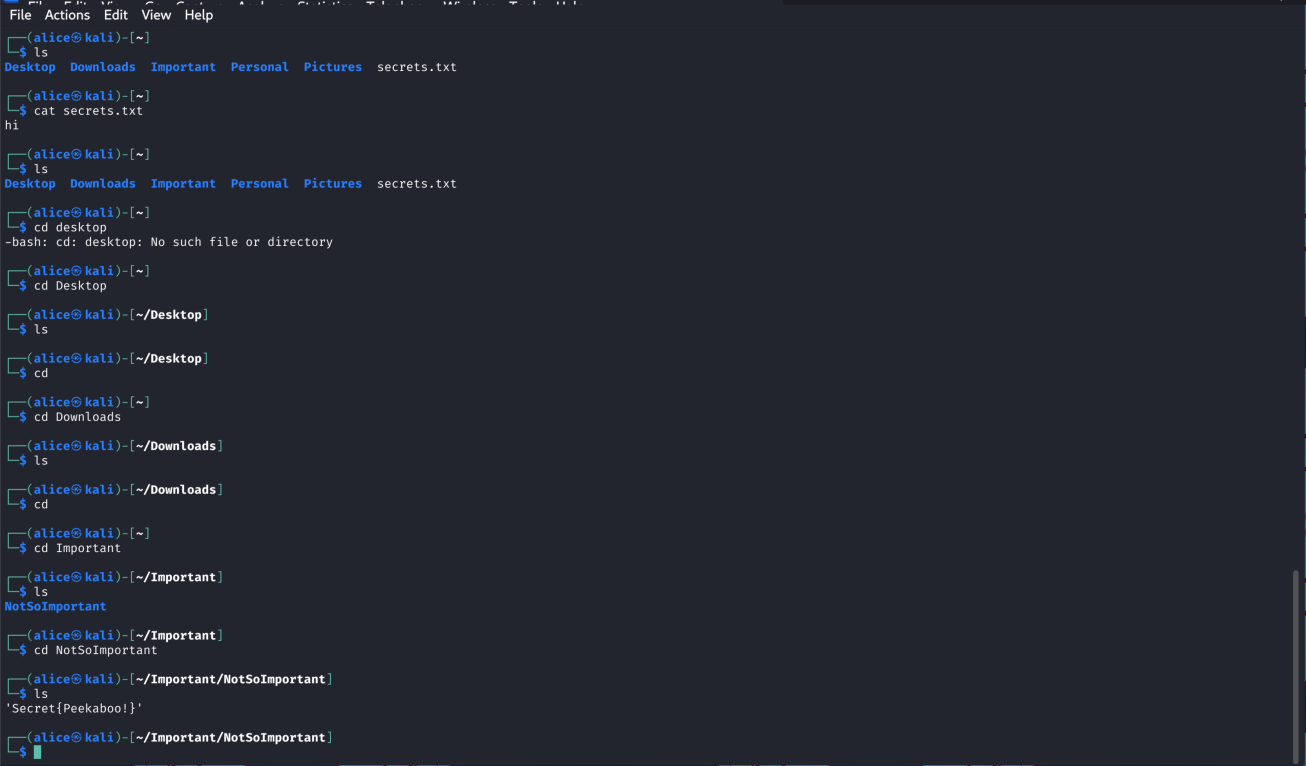 File Actions Edit View Help
┌──(alice㉿kali)-[~]
└─$ ls
Desktop  Downloads  Important  Personal  Pictures  secrets.txt
┌──(alice㉿kali)-[~]
└─$ cat secrets.txt
hi
┌──(alice㉿kali)-[~]
└─$ ls
Desktop  Downloads  Important  Personal  Pictures  secrets.txt
┌──(alice㉿kali)-[~]
└─$ cd desktop
-bash: cd: desktop: No such file or directory
┌──(alice㉿kali)-[~]
└─$ cd Desktop
┌──(alice㉿kali)-[~/Desktop]
└─$ ls
┌──(alice㉿kali)-[~/Desktop]
└─$ cd
┌──(alice㉿kali)-[~]
└─$ cd Downloads
┌──(alice㉿kali)-[~/Downloads]
└─$ ls
┌──(alice㉿kali)-[~/Downloads]
└─$ cd
┌──(alice㉿kali)-[~]
└─$ cd Important
┌──(alice㉿kali)-[~/Important]
└─$ ls
NotSoImportant
┌──(alice㉿kali)-[~/Important]
└─$ cd NotSoImportant
┌──(alice㉿kali)-[~/Important/NotSoImportant]
└─$ ls
'Secret{Peekaboo!}'
┌──(alice㉿kali)-[~/Important/NotSoImportant]
└─$